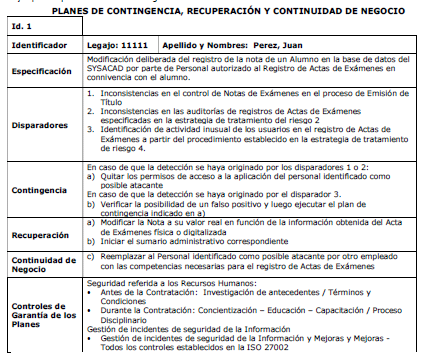 PLANES DE CONTINGENCIA, RECUPERACIÓN Y CONTINUIDAD DE NEGOCIO
Id. 1
Identificador
Legajo: 11111
Apellido y Nombres: Perez, Juan
Especificación
Modificación deliberada del registro de la nota de un Alumno en la base de datos del
SYSACAD por parte de Personal autorizado al Registro de Actas de Exámenes en
connivencia con el alumno.
Disparadores
1. Inconsistencias en el control de Notas de Exámenes en el proceso de Emisión de
Título
2. Inconsistencias en las auditorías de registros de Actas de Exámenes
especificadas en la estrategia de tratamiento del riesgo 2
3. Identificación de actividad inusual de los usuarios en el registro de Actas de
Exámenes a partir del procedimiento establecido en la estrategia de tratamiento
de riesgo 4.
Contingencia
En caso de que la detección se haya originado por los disparadores 1 o 2:
a) Quitar los permisos de acceso a la aplicación del personal identificado como
posible atacante
En caso de que la detección se haya originado por el disparador 3.
b) Verificar la posibilidad de un falso positivo y luego ejecutar el plan de
contingencia indicado en a)
Recuperación
a) Modificar la Nota a su valor real en función de la información obtenida del Acta
de Exámenes física o digitalizada
b) Iniciar el sumario administrativo correspondiente
Continuidad de
Negocio
c) Reemplazar al Personal identificado como posible atacante por otro empleado
con las competencias necesarias para el registro de Actas de Exámenes
Controles de
Garantía de los
Planes
Seguridad referida a los Recursos Humanos:
• Antes de la Contratación: Investigación de antecedentes / Términos y
Condiciones
• Durante la Contratación: Concientización – Educación – Capacitación / Proceso
Disciplinario
Gestión de incidentes de seguridad de la Información
• Gestión de incidentes de seguridad de la Información y Mejoras y Mejoras -
Todos los controles establecidos en la ISO 27002